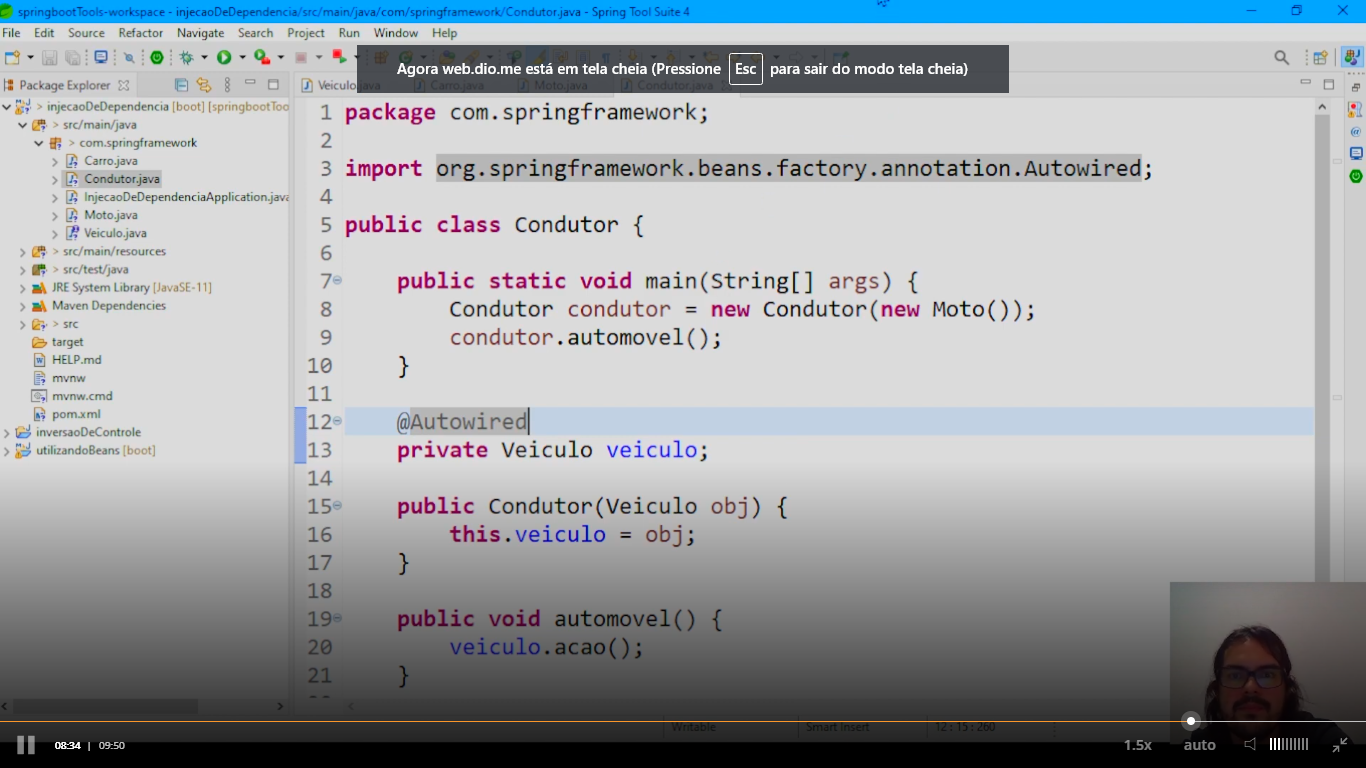 springbootTools-workspace - injecaoDeDependencia/src/main/java/com/springframework/Condutor.java - Spring Tool Suite 4
File Edit Source Refactor Navigate Search Project Run Window Help
Agora web.dio.me está em tela cheia (Pressione Esc para sair do modo tela cheia)
Package Explorer
Veiculo.java Carro.java Moto.java Condutor.java
injecaoDeDependencia [boot] [springbootToo
src/main/java
com.springframework
Carro.java
Condutor.java
InjecaoDeDependenciaApplication.java
Moto.java
Veiculo.java
src/main/resources
src/test/java
JRE System Library [JavaSE-11]
Maven Dependencies
src
target
HELP.md
mvnw
mvnw.cmd
pom.xml
inversaoDeControle
utilizandoBeans [boot]
1 package com.springframework;
2
3 import org.springframework.beans.factory.annotation.Autowired;
4
5 public class Condutor {
6
7 public static void main(String[] args) {
8 Condutor condutor = new Condutor(new Moto());
9 condutor.automovel();
10 }
11
12 @Autowired
13 private Veiculo veiculo;
14
15 public Condutor(Veiculo obj) {
16 this.veiculo = obj;
17 }
18
19 public void automovel() {
20 veiculo.acao();
21 }
Writable Smart Insert 12 : 15 : 260
08:34 | 09:50
1.5x auto